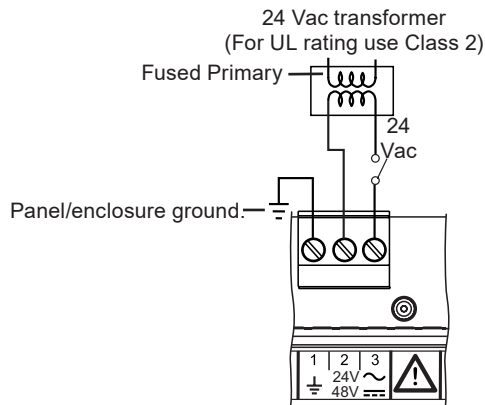 24 Vac transformer
(For UL rating use Class 2)
Fused Primary
24
Vac
Panel/enclosure ground.
1 2 3
24V
48V